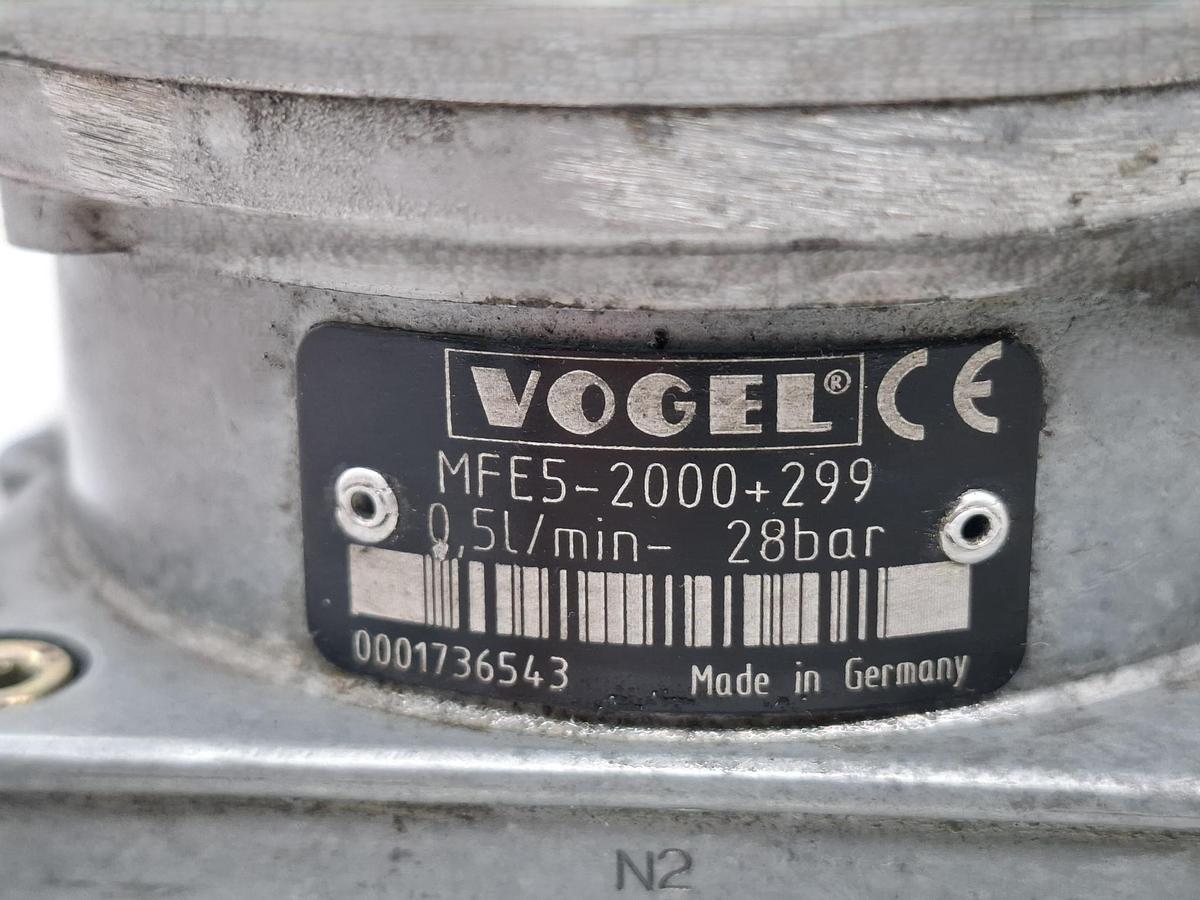 VOGEL® CE
MFE5-2000+299
0,5l/min- 28bar
0001736543 Made in Germany
N2